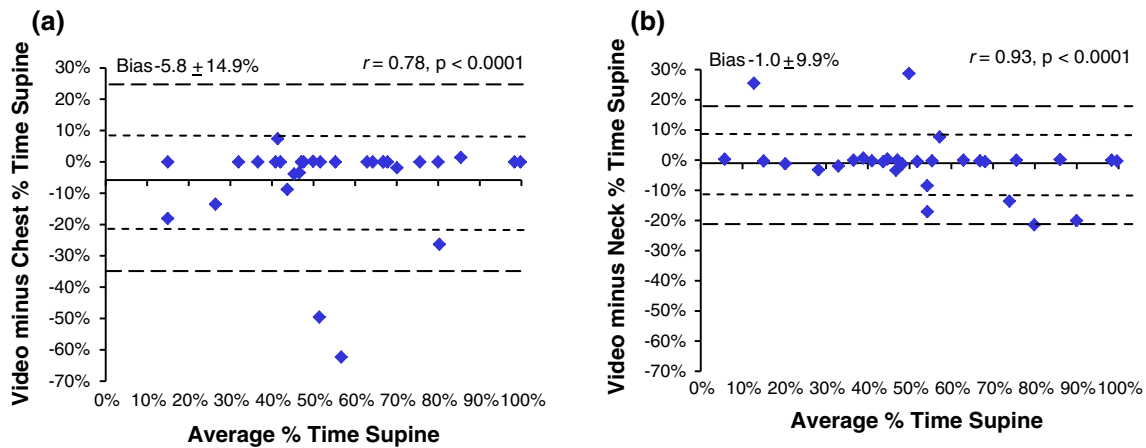 (a)
Bias -5.8 ± 14.9%
r = 0.78, p < 0.0001
Video minus Chest % Time Supine
30%
20%
10%
0%
-10%
-20%
-30%
-40%
-50%
-60%
-70%
0% 10% 20% 30% 40% 50% 60% 70% 80% 90% 100%
Average % Time Supine
(b)
Bias -1.0 ± 9.9%
r = 0.93, p < 0.0001
Video minus Neck % Time Supine
30%
20%
10%
0%
-10%
-20%
-30%
-40%
-50%
-60%
-70%
0% 10% 20% 30% 40% 50% 60% 70% 80% 90% 100%
Average % Time Supine